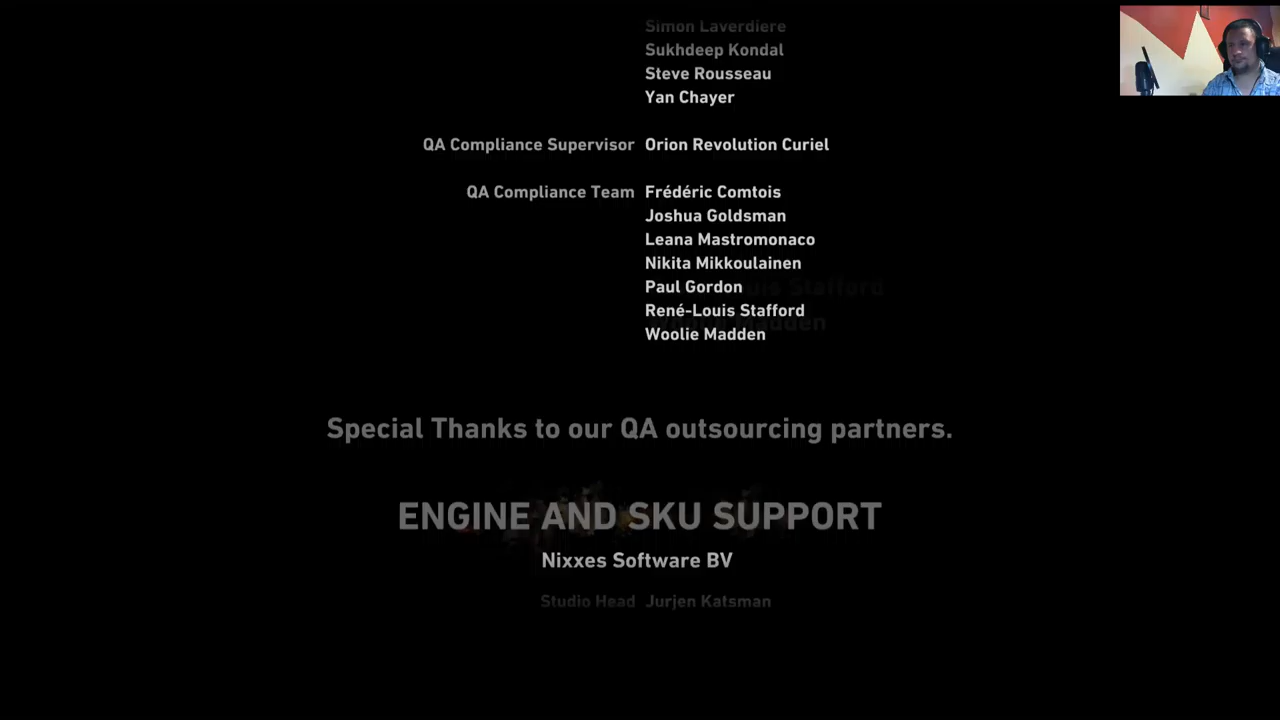 Simon Laverdiere
Sukhdeep Kondal
Steve Rousseau
Yan Chayer
QA Compliance Supervisor Orion Revolution Curiel
QA Compliance Team Frédéric Comtois
Joshua Goldsman
Leana Mastromonaco
Nikita Mikkoulainen
Paul Gordon
René-Louis Stafford
Woolie Madden
Special Thanks to our QA outsourcing partners.
ENGINE AND SKU SUPPORT
Nixxes Software BV
Studio Head Jurjen Katsman